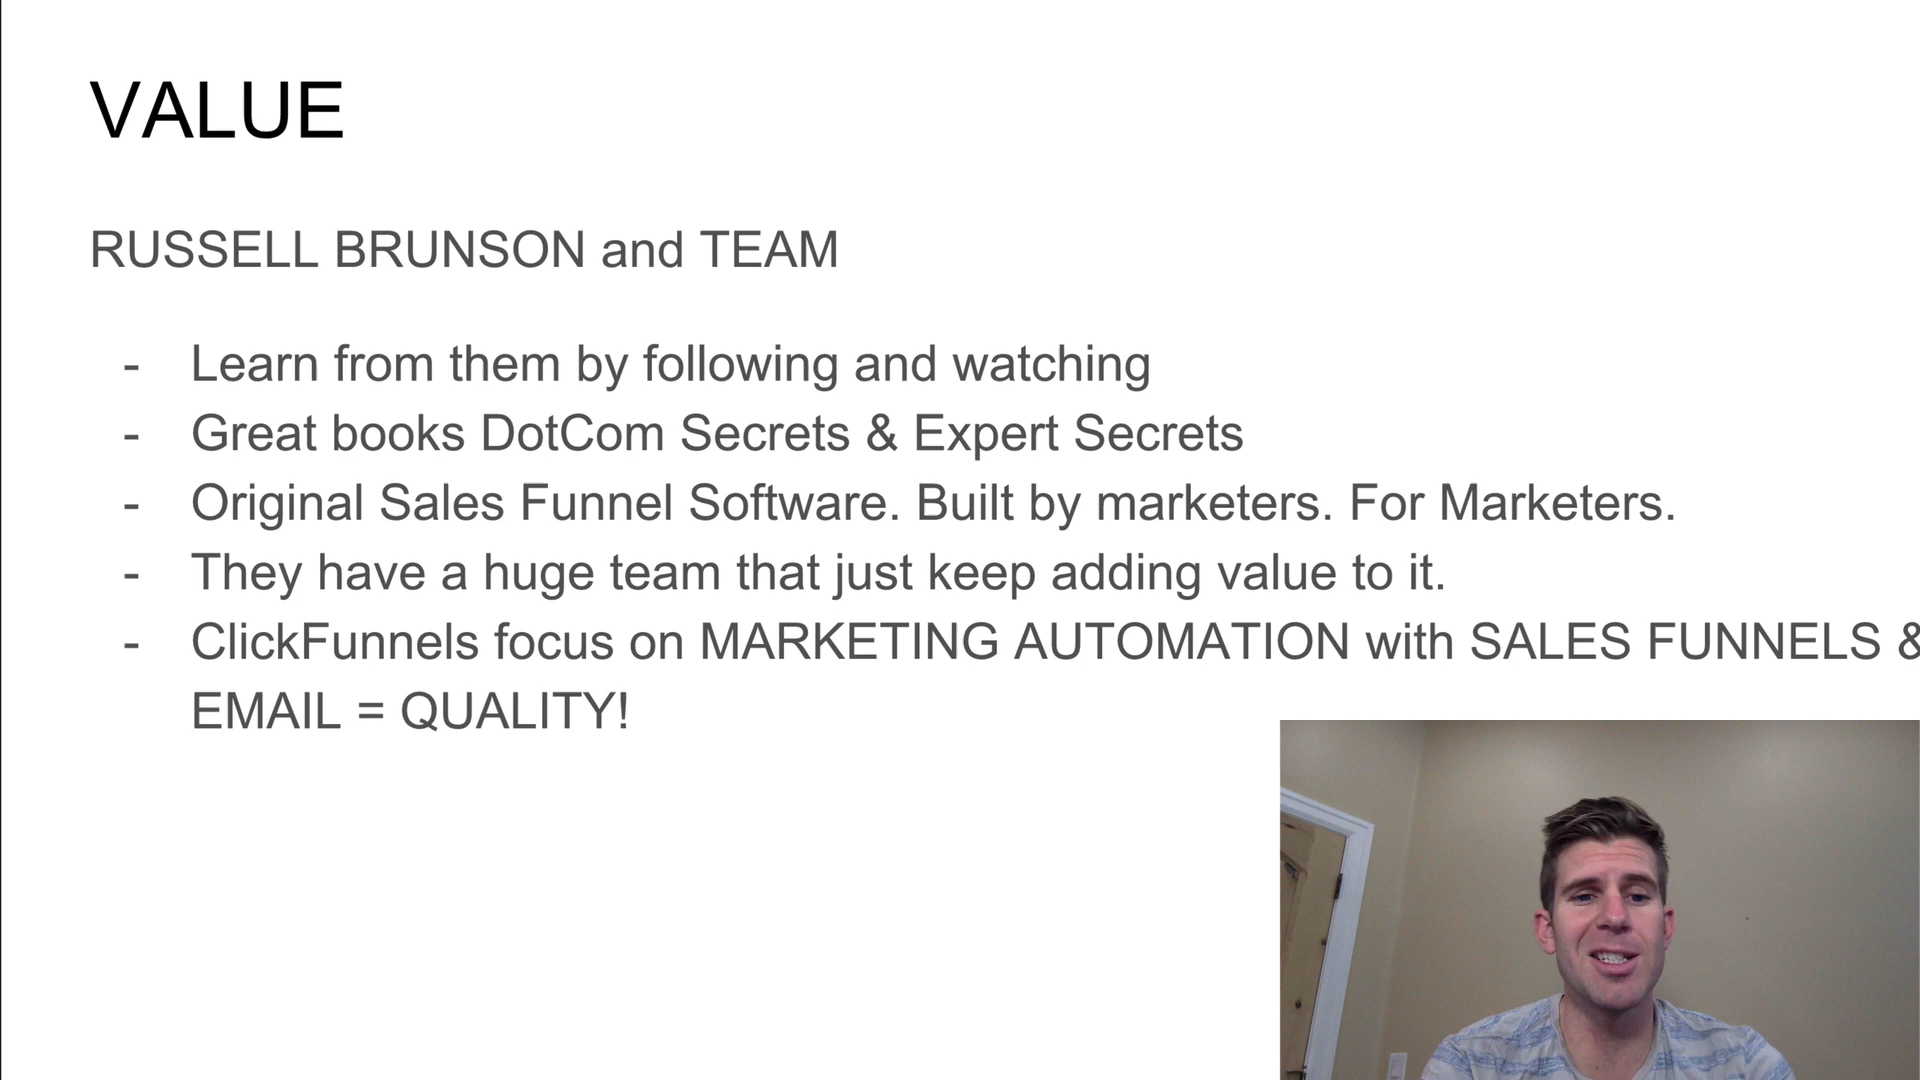 VALUE
RUSSELL BRUNSON and TEAM
- Learn from them by following and watching
- Great books DotCom Secrets & Expert Secrets
- Original Sales Funnel Software. Built by marketers. For Marketers.
- They have a huge team that just keep adding value to it.
- ClickFunnels focus on MARKETING AUTOMATION with SALES FUNNELS &
EMAIL = QUALITY!